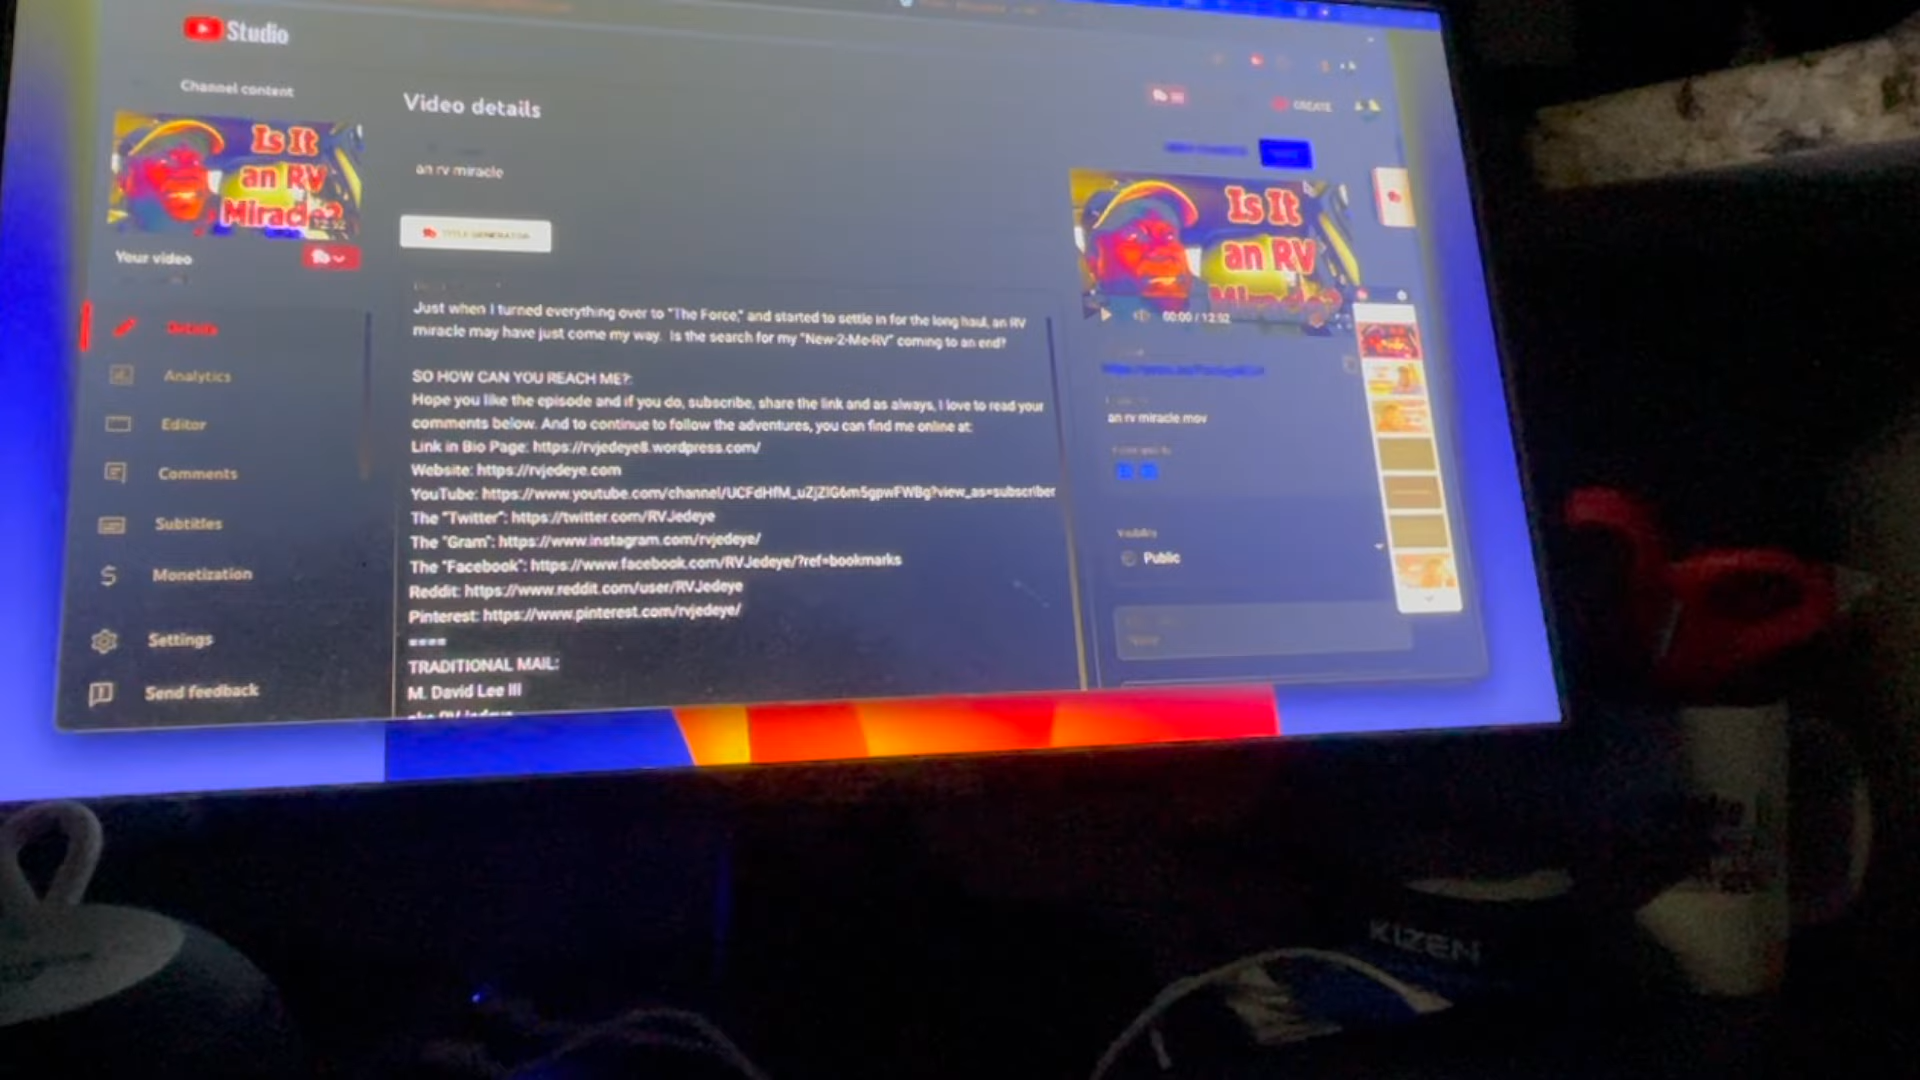 Studio
Channel content
Is It
an RV
Miracle?
12:52
Your video
Details
Analytics
Editor
Comments
Subtitles
Monetization
Settings
Send feedback
Video details
an rv miracle
TITLE GENERATOR
Just when I turned everything over to "The Force," and started to settle in for the long haul, an RV
miracle may have just come my way. Is the search for my "New-2-Me-RV" coming to an end?
SO HOW CAN YOU REACH ME?:
Hope you like the episode and if you do, subscribe, share the link and as always, I love to read your
comments below. And to continue to follow the adventures, you can find me online at:
Link in Bio Page: https://rvjedeye8.wordpress.com/
Website: https://rvjedeye.com
YouTube: https://www.youtube.com/channel/UCFdHfM_uZjZIG6m5gpwFWBg?view_as=subscriber
The "Twitter": https://twitter.com/RVJedeye
The "Gram": https://www.instagram.com/rvjedeye/
The "Facebook": https://www.facebook.com/RVJedeye/?ref=bookmarks
Reddit: https://www.reddit.com/user/RVJedeye
Pinterest: https://www.pinterest.com/rvjedeye/
====
TRADITIONAL MAIL:
M. David Lee III
CREATE
Is It
an RV
Miracle?
00:00 / 12:52
an rv miracle.mov
Visibility
Public
None
KIZEN